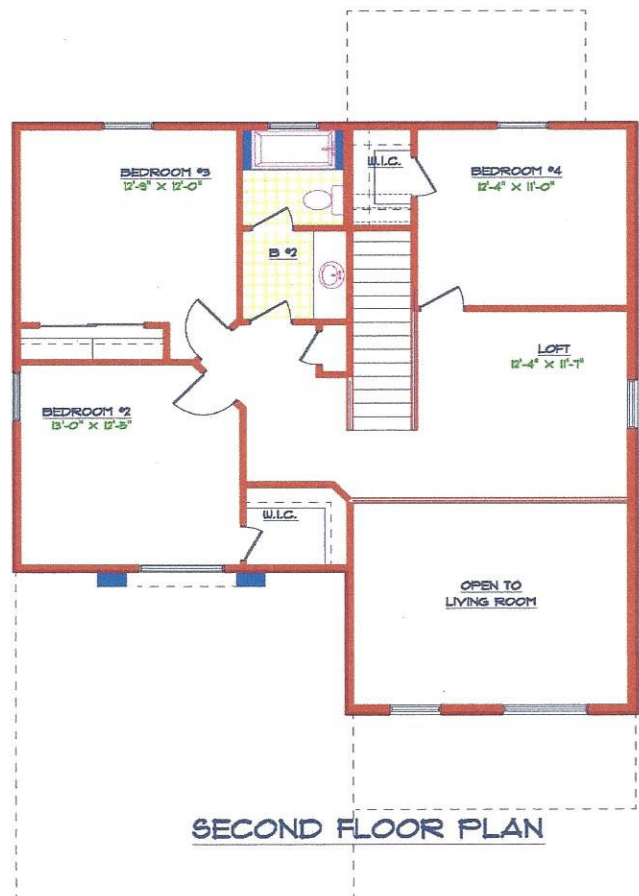 BEDROOM #3
12'-9" X 12'-0"
W.I.C.
BEDROOM #4
12'-4" X 11'-0"
B #2
LOFT
12'-4" X 11'-7"
BEDROOM #2
13'-0" X 12'-5"
W.I.C.
OPEN TO
LIVING ROOM
SECOND FLOOR PLAN